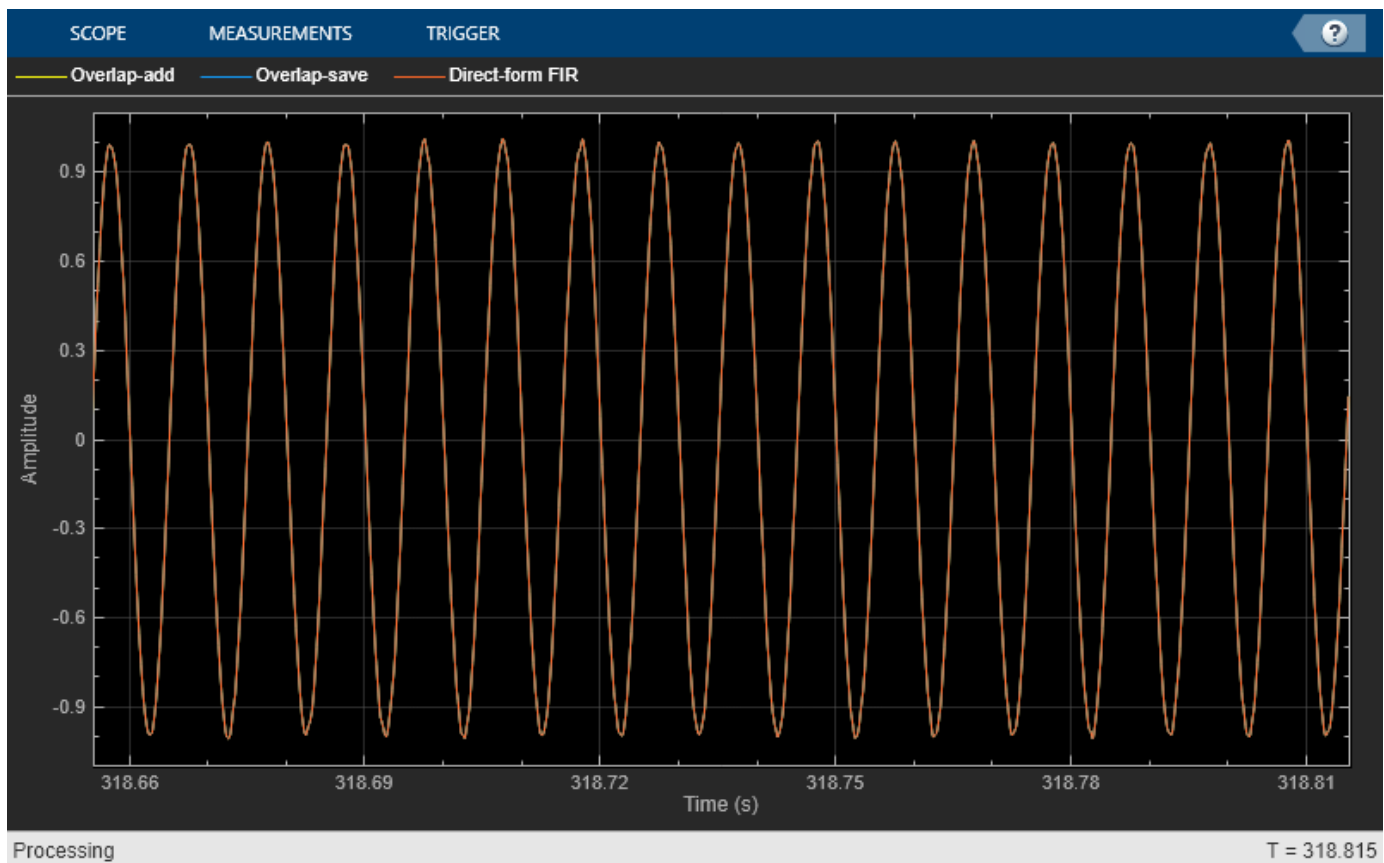 SCOPE MEASUREMENTS TRIGGER ?
Overlap-add Overlap-save Direct-form FIR
0.9
0.6
0.3
0
-0.3
-0.6
-0.9
Amplitude
318.66 318.69 318.72 318.75 318.78 318.81
Time (s)
Processing T = 318.815